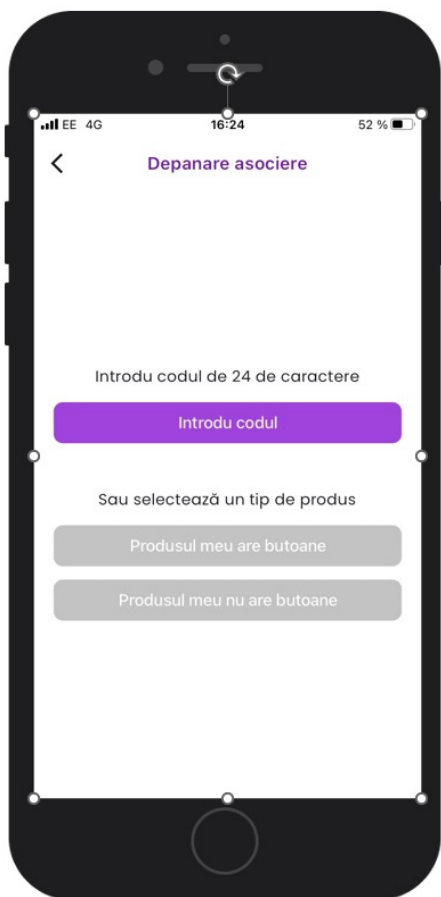 EE 4G 16:24 52 %
Depanare asociere
Introdu codul de 24 de caractere
Introdu codul
Sau selectează un tip de produs
Produsul meu are butoane
Produsul meu nu are butoane